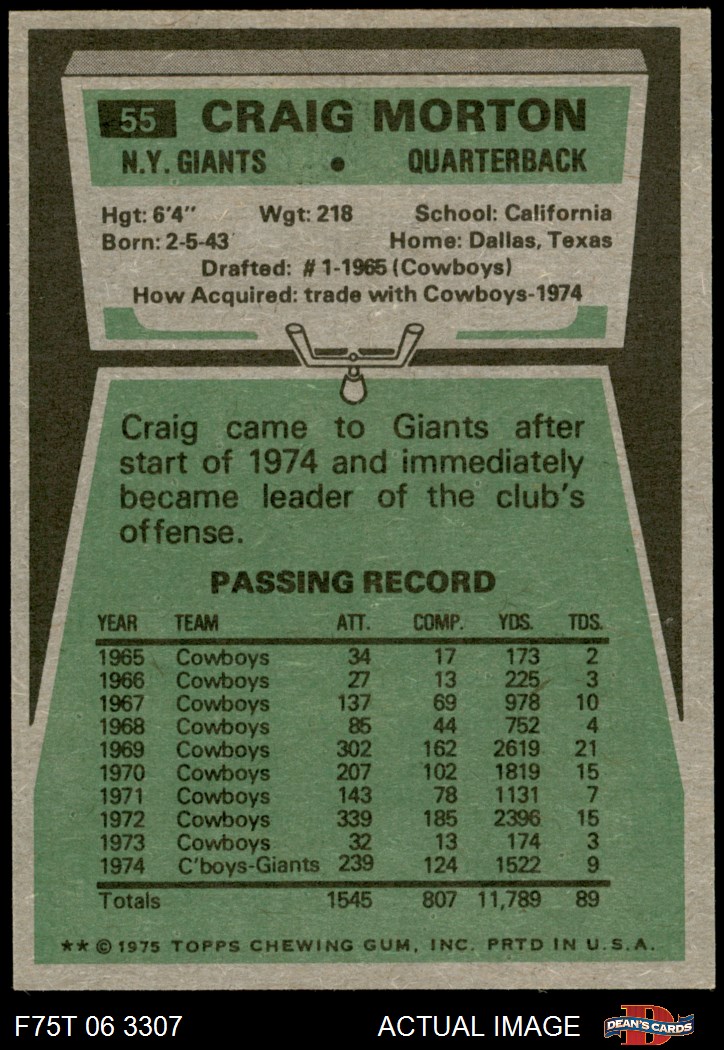 55 CRAIG MORTON
N.Y. GIANTS • QUARTERBACK
Hgt: 6'4" Wgt: 218 School: California
Born: 2-5-43 Home: Dallas, Texas
Drafted: #1-1965 (Cowboys)
How Acquired: trade with Cowboys-1974
Craig came to Giants after
start of 1974 and immediately
became leader of the club's
offense.
PASSING RECORD
YEAR TEAM ATT. COMP. YDS. TDS.
1965 Cowboys 34 17 173 2
1966 Cowboys 27 13 225 3
1967 Cowboys 137 69 978 10
1968 Cowboys 85 44 752 4
1969 Cowboys 302 162 2619 21
1970 Cowboys 207 102 1819 15
1971 Cowboys 143 78 1131 7
1972 Cowboys 339 185 2396 15
1973 Cowboys 32 13 174 3
1974 C'boys-Giants 239 124 1522 9
Totals 1545 807 11,789 89
** © 1975 TOPPS CHEWING GUM, INC. PRTD IN U.S.A.
F75T 06 3307 ACTUAL IMAGE D DEAN'S CARDS